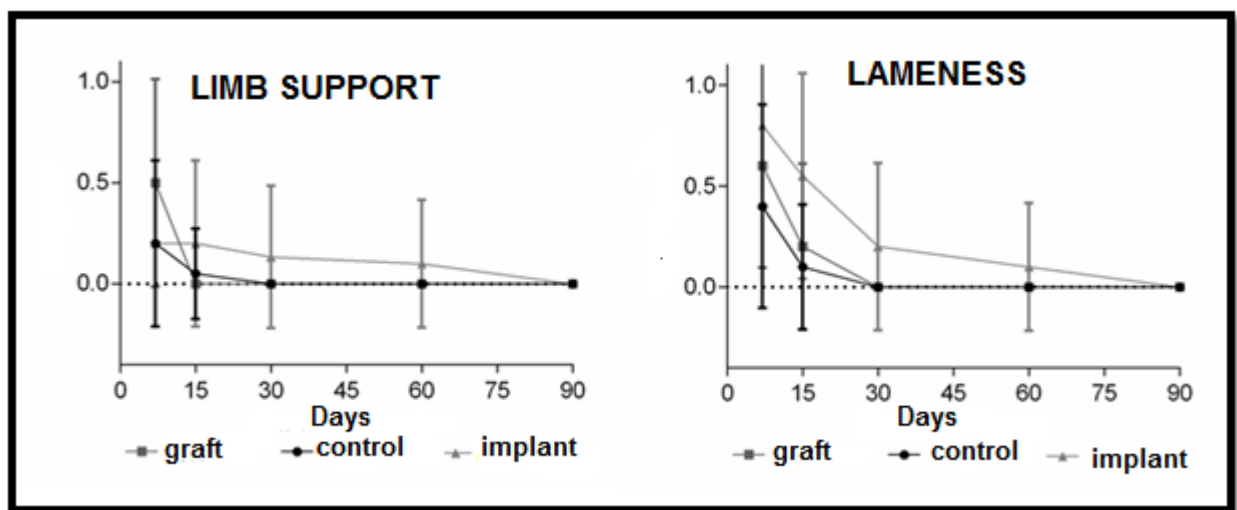 LIMB SUPPORT
1.0
0.5
0.0
0 15 30 45 60 75 90
Days
graft control implant
LAMENESS
1.0
0.5
0.0
0 15 30 45 60 75 90
Days
graft control implant